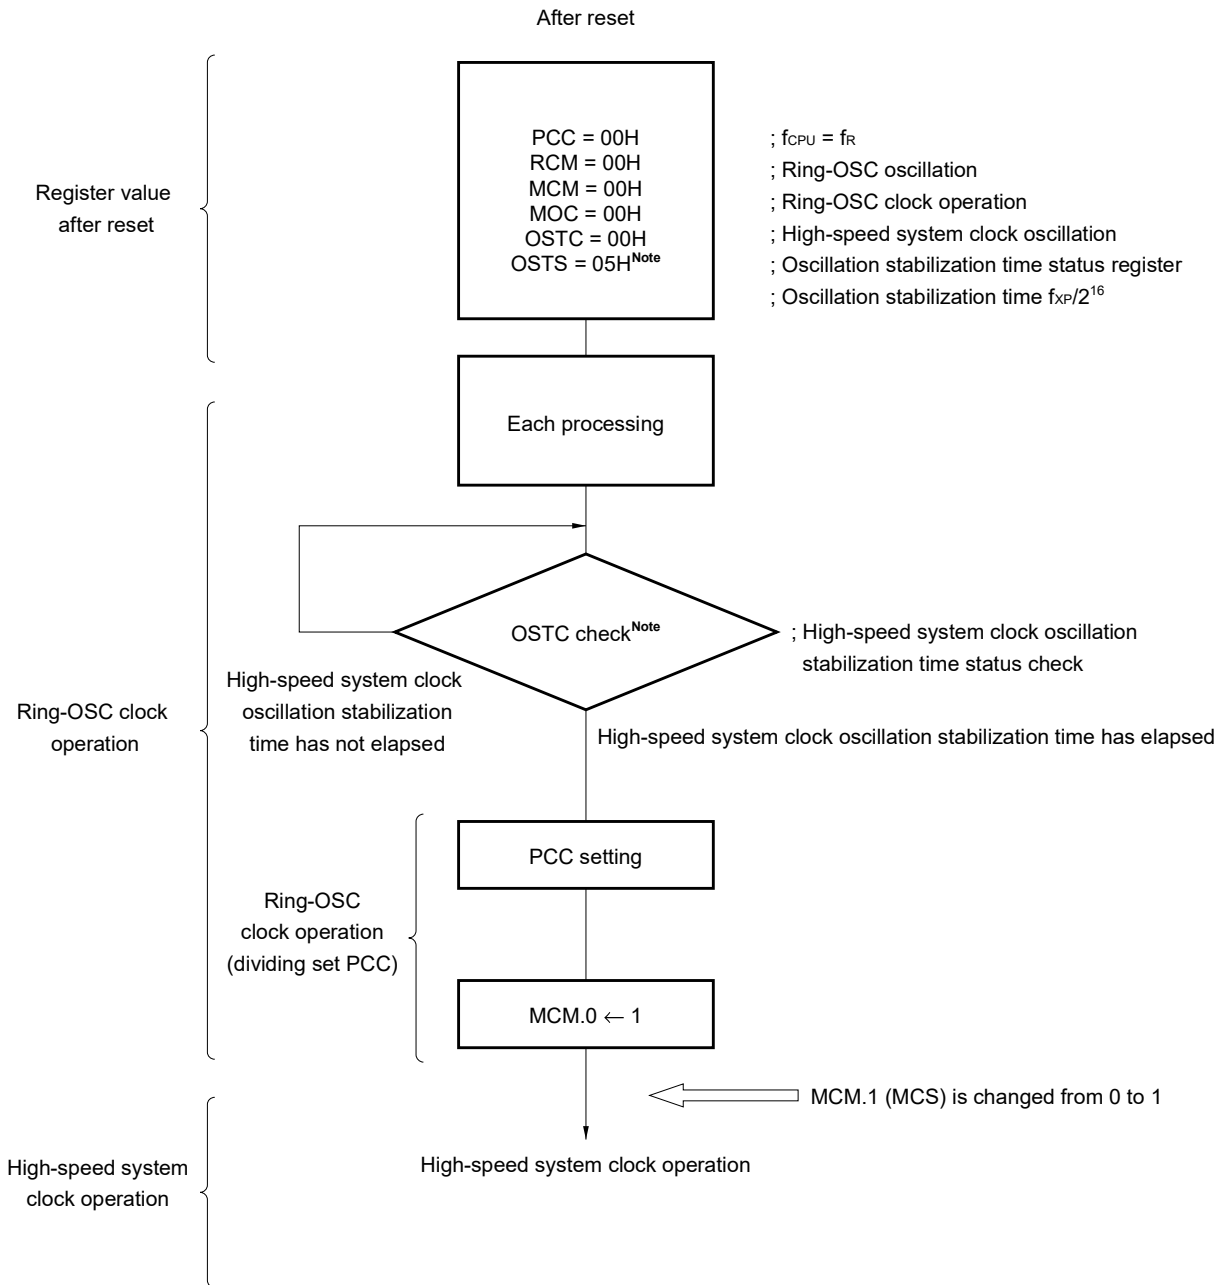 After reset
PCC = 00H
RCM = 00H
MCM = 00H
MOC = 00H
OSTC = 00H
OSTS = 05HNote
; fCPU = fR
; Ring-OSC oscillation
; Ring-OSC clock operation
; High-speed system clock oscillation
; Oscillation stabilization time status register
; Oscillation stabilization time fXP/2^16
Register value
after reset
Each processing
OSTC checkNote
; High-speed system clock oscillation
stabilization time status check
High-speed system clock
oscillation stabilization
time has not elapsed
High-speed system clock oscillation stabilization time has elapsed
Ring-OSC clock
operation
PCC setting
Ring-OSC
clock operation
(dividing set PCC)
MCM.0 ← 1
MCM.1 (MCS) is changed from 0 to 1
High-speed system clock operation
High-speed system
clock operation